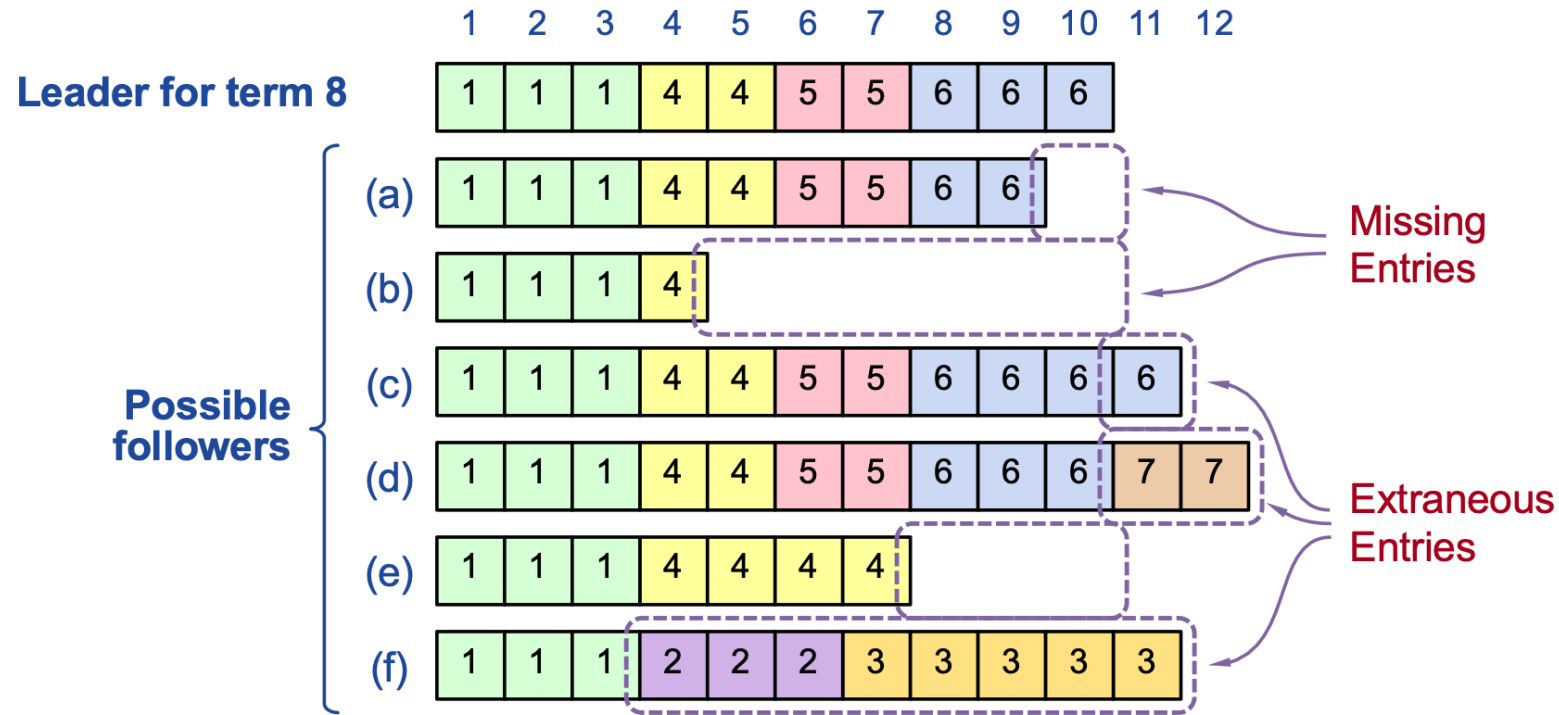 1 2 3 4 5 6 7 8 9 10 11 12
Leader for term 8 1 1 1 4 4 5 5 6 6 6
(a) 1 1 1 4 4 5 5 6 6
(b) 1 1 1 4
Missing
Entries
(c) 1 1 1 4 4 5 5 6 6 6 6
Possible
followers
(d) 1 1 1 4 4 5 5 6 6 6 7 7
Extraneous
Entries
(e) 1 1 1 4 4 4 4
(f) 1 1 1 2 2 2 3 3 3 3 3